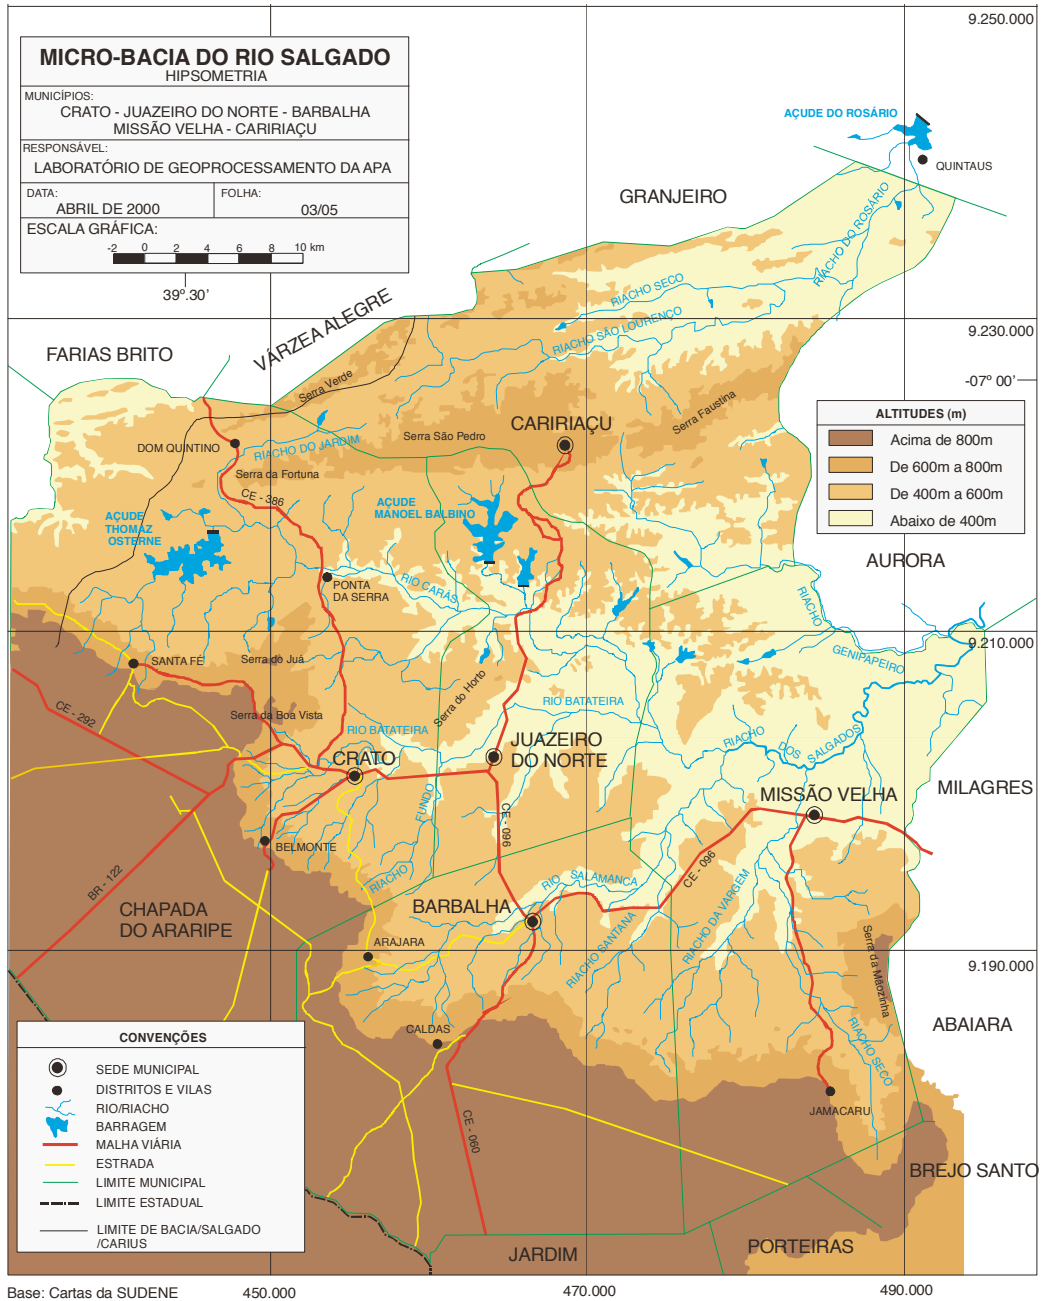 9.250.000
MICRO-BACIA DO RIO SALGADO
HIPSOMETRIA
MUNICÍPIOS:
CRATO - JUAZEIRO DO NORTE - BARBALHA
MISSÃO VELHA - CARIRIAÇU
RESPONSÁVEL:
LABORATÓRIO DE GEOPROCESSAMENTO DA APA
DATA:
ABRIL DE 2000
FOLHA:
03/05
ESCALA GRÁFICA:
-2 0 2 4 6 8 10 km
39º.30'
AÇUDE DO ROSÁRIO
QUINTAUS
GRANJEIRO
RIACHO DO ROSÁRIO
RIACHO SECO
RIACHO SÃO LOURENÇO
VÁRZEA ALEGRE
FARIAS BRITO
9.230.000
-07º 00'
Serra Verde
Serra Faustina
CARIRIAÇU
Serra São Pedro
DOM QUINTINO
RIACHO DO JARDIM
Serra da Fortuna
CE - 386
ALTITUDES (m)
Acima de 800m
De 600m a 800m
De 400m a 600m
Abaixo de 400m
AÇUDE
THOMAZ
OSTERNE
AÇUDE
MANOEL BALBINO
AURORA
PONTA
DA SERRA
RIO CARÁS
RIACHO
GENIPAPEIRO
9.210.000
SANTA FÉ
Serra do Juá
Serra do Horto
CE - 292
Serra da Boa Vista
RIO BATATEIRA
RIO BATATEIRA
RIACHO
DOS
SALGADOS
CRATO
JUAZEIRO
DO NORTE
MISSÃO VELHA
MILAGRES
FUNDO
CE - 096
BELMONTE
RIACHO
BR - 122
RIO SALAMANCA
CE - 096
CHAPADA
DO ARARIPE
BARBALHA
RIACHO SANTANA
RIACHO DA VARGEM
ARAJARA
Serra da Mãozinha
9.190.000
ABAIARA
CALDAS
RIACHO SECO
JAMACARU
CE - 060
BREJO SANTO
PORTEIRAS
JARDIM
CONVENÇÕES
SEDE MUNICIPAL
DISTRITOS E VILAS
RIO/RIACHO
BARRAGEM
MALHA VIÁRIA
ESTRADA
LIMITE MUNICIPAL
LIMITE ESTADUAL
LIMITE DE BACIA/SALGADO
/CARIUS
Base: Cartas da SUDENE
450.000
470.000
490.000